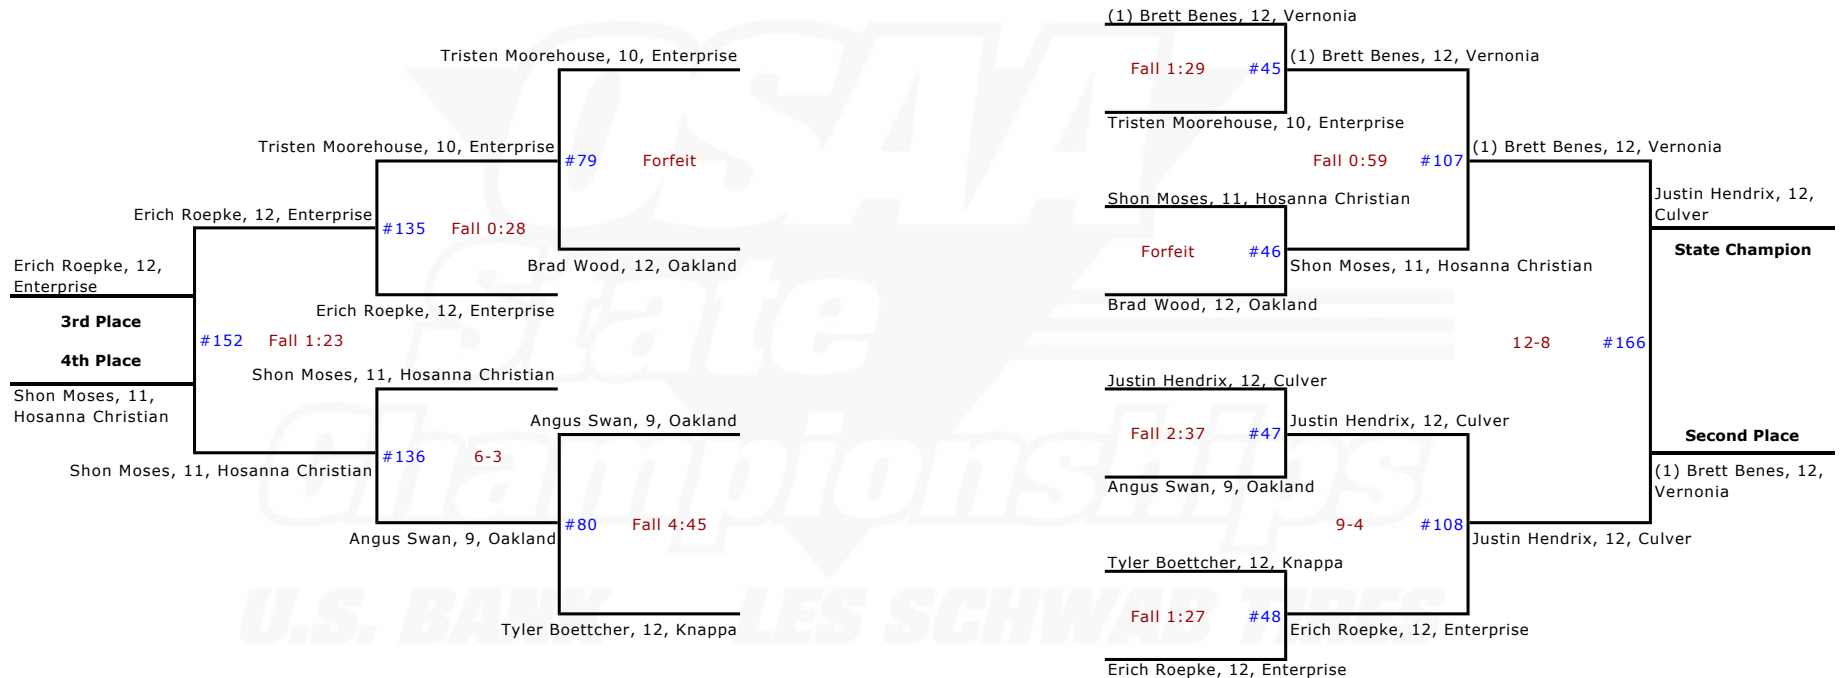 (1) Brett Benes, 12, Vernonia
Tristen Moorehouse, 10, Enterprise
(1) Brett Benes, 12, Vernonia
Fall 1:29 #45
Tristen Moorehouse, 10, Enterprise
Tristen Moorehouse, 10, Enterprise
(1) Brett Benes, 12, Vernonia
#79 Forfeit
Fall 0:59 #107
Shon Moses, 11, Hosanna Christian
Justin Hendrix, 12,
Culver
Erich Roepke, 12, Enterprise
#135 Fall 0:28
Forfeit #46
State Champion
Erich Roepke, 12,
Enterprise
Brad Wood, 12, Oakland
Shon Moses, 11, Hosanna Christian
Erich Roepke, 12, Enterprise
Brad Wood, 12, Oakland
3rd Place
#152 Fall 1:23
12-8 #166
4th Place
Shon Moses, 11, Hosanna Christian
Justin Hendrix, 12, Culver
Shon Moses, 11,
Hosanna Christian
Angus Swan, 9, Oakland
Justin Hendrix, 12, Culver
Fall 2:37 #47
Second Place
#136 6-3
Shon Moses, 11, Hosanna Christian
(1) Brett Benes, 12,
Vernonia
Angus Swan, 9, Oakland
#80 Fall 4:45
9-4 #108
Angus Swan, 9, Oakland
Justin Hendrix, 12, Culver
Tyler Boettcher, 12, Knappa
Fall 1:27 #48
Tyler Boettcher, 12, Knappa
Erich Roepke, 12, Enterprise
Erich Roepke, 12, Enterprise
OSAA
State
Championships
U.S. BANK LES SCHWAB TIRES